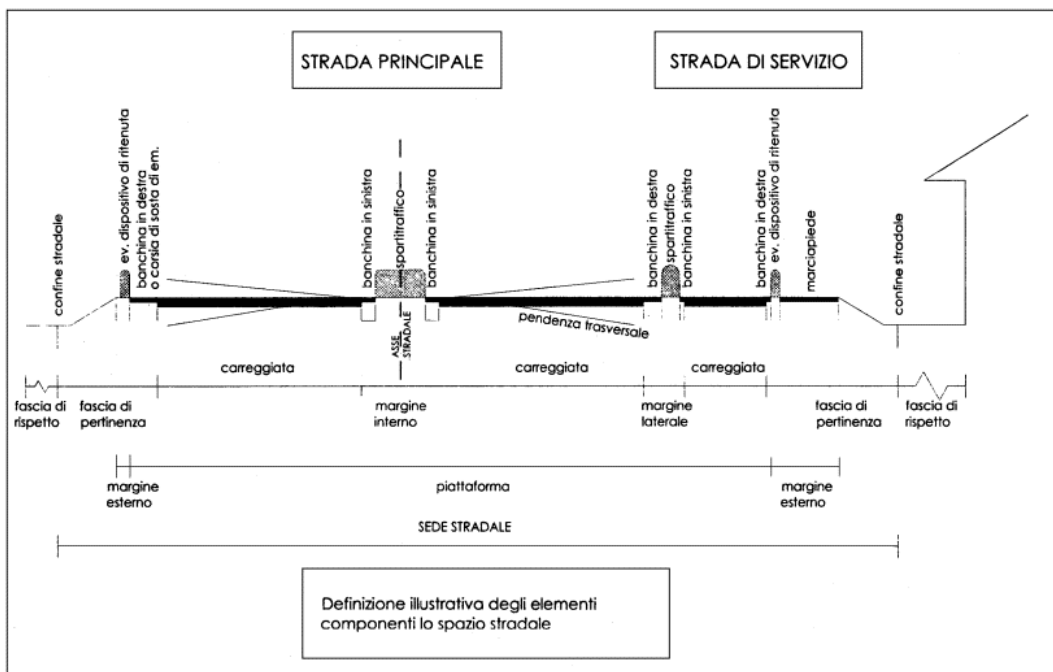 STRADA PRINCIPALE
STRADA DI SERVIZIO
confine stradale
ev. dispositivo di ritenuta
banchina in destra
o corsia di sosta di em.
banchina in sinistra
spartitraffico
banchina in sinistra
banchina in destra
spartitraffico
banchina in sinistra
banchina in destra
ev. dispositivo di ritenuta
marciapiede
confine stradale
pendenza trasversale
ASSE
STRADALE
carreggiata
carreggiata
carreggiata
fascia di
rispetto
fascia di
pertinenza
margine
interno
margine
laterale
fascia di
pertinenza
fascia di
rispetto
margine
esterno
piattaforma
margine
esterno
SEDE STRADALE
Definizione illustrativa degli elementi
componenti lo spazio stradale